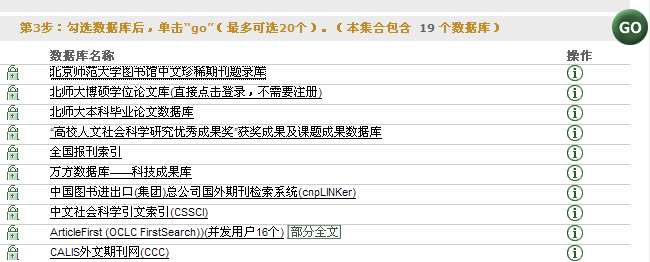 第3步：勾选数据库后，单击“go”（最多可选20个）。（本集合包含 19 个数据库） GO
数据库名称 操作
北京师范大学图书馆中文珍稀期刊题录库
北师大博硕学位论文库(直接点击登录，不需要注册)
北师大本科毕业论文数据库
“高校人文社会科学研究优秀成果奖”获奖成果及课题成果数据库
全国报刊索引
万方数据库——科技成果库
中国图书进出口(集团)总公司国外期刊检索系统(cnpLINKer)
中文社会科学引文索引(CSSCI)
ArticleFirst (OCLC FirstSearch))(并发用户16个) 部分全文
CALIS外文期刊网(CCC)